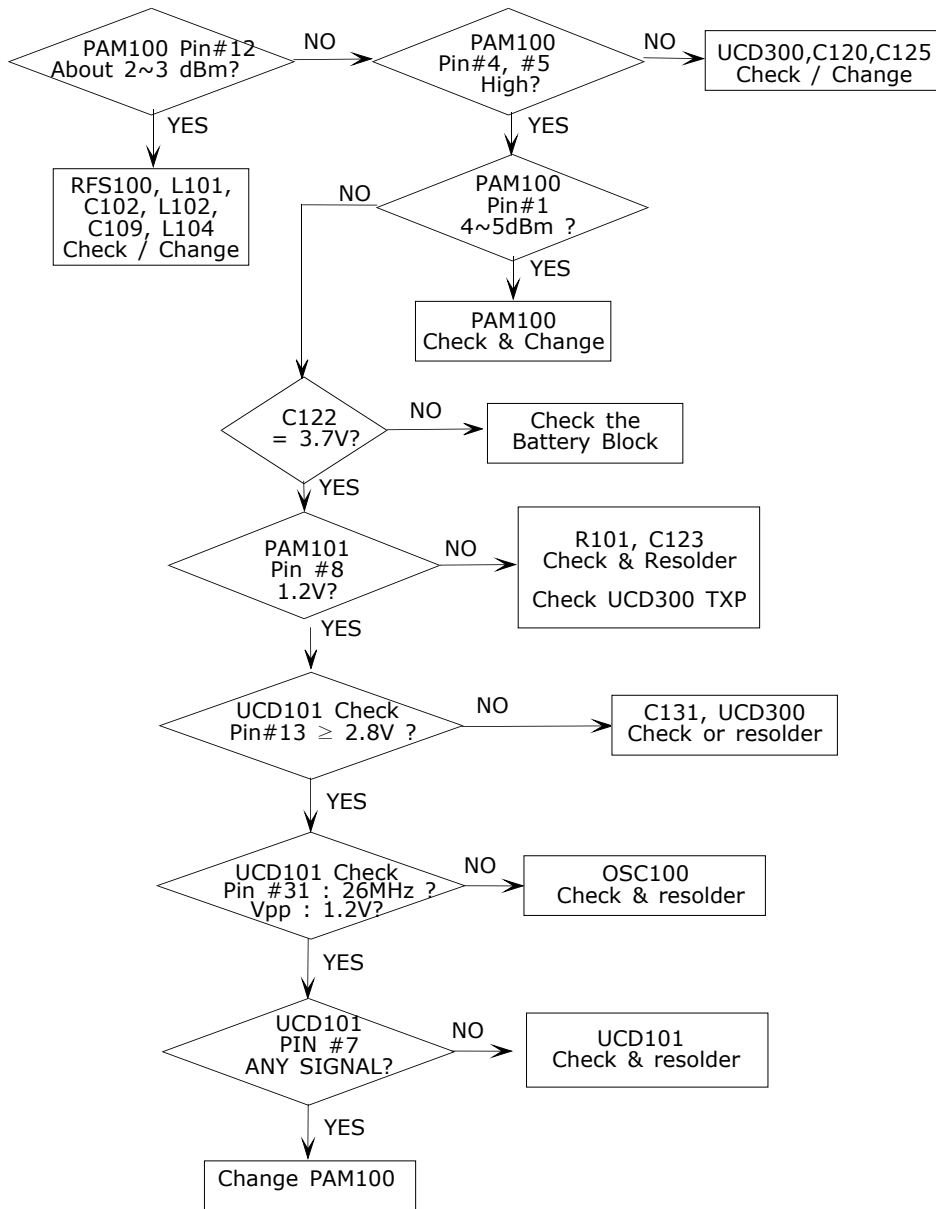 PAM100 Pin#12
About 2~3 dBm?
NO
PAM100
Pin#4, #5
High?
NO
UCD300,C120,C125
Check / Change
YES
YES
RFS100, L101,
C102, L102,
C109, L104
Check / Change
NO
PAM100
Pin#1
4~5dBm ?
YES
PAM100
Check & Change
C122
= 3.7V?
NO
Check the
Battery Block
YES
PAM101
Pin #8
1.2V?
NO
R101, C123
Check & Resolder
Check UCD300 TXP
YES
UCD101 Check
Pin#13 ≥ 2.8V ?
NO
C131, UCD300
Check or resolder
YES
UCD101 Check
Pin #31 : 26MHz ?
Vpp : 1.2V?
NO
OSC100
Check & resolder
YES
UCD101
PIN #7
ANY SIGNAL?
NO
UCD101
Check & resolder
YES
Change PAM100